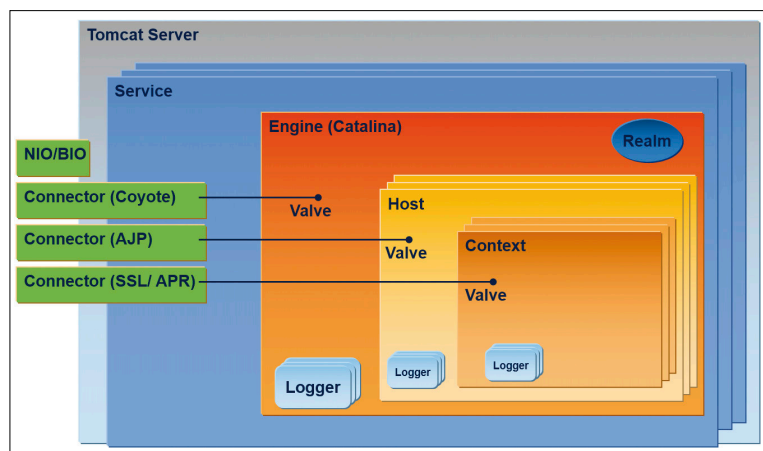 Tomcat Server
Service
Engine (Catalina)
Realm
NIO/BIO
Connector (Coyote)
Valve
Host
Connector (AJP)
Valve
Context
Connector (SSL/ APR)
Valve
Logger
Logger
Logger